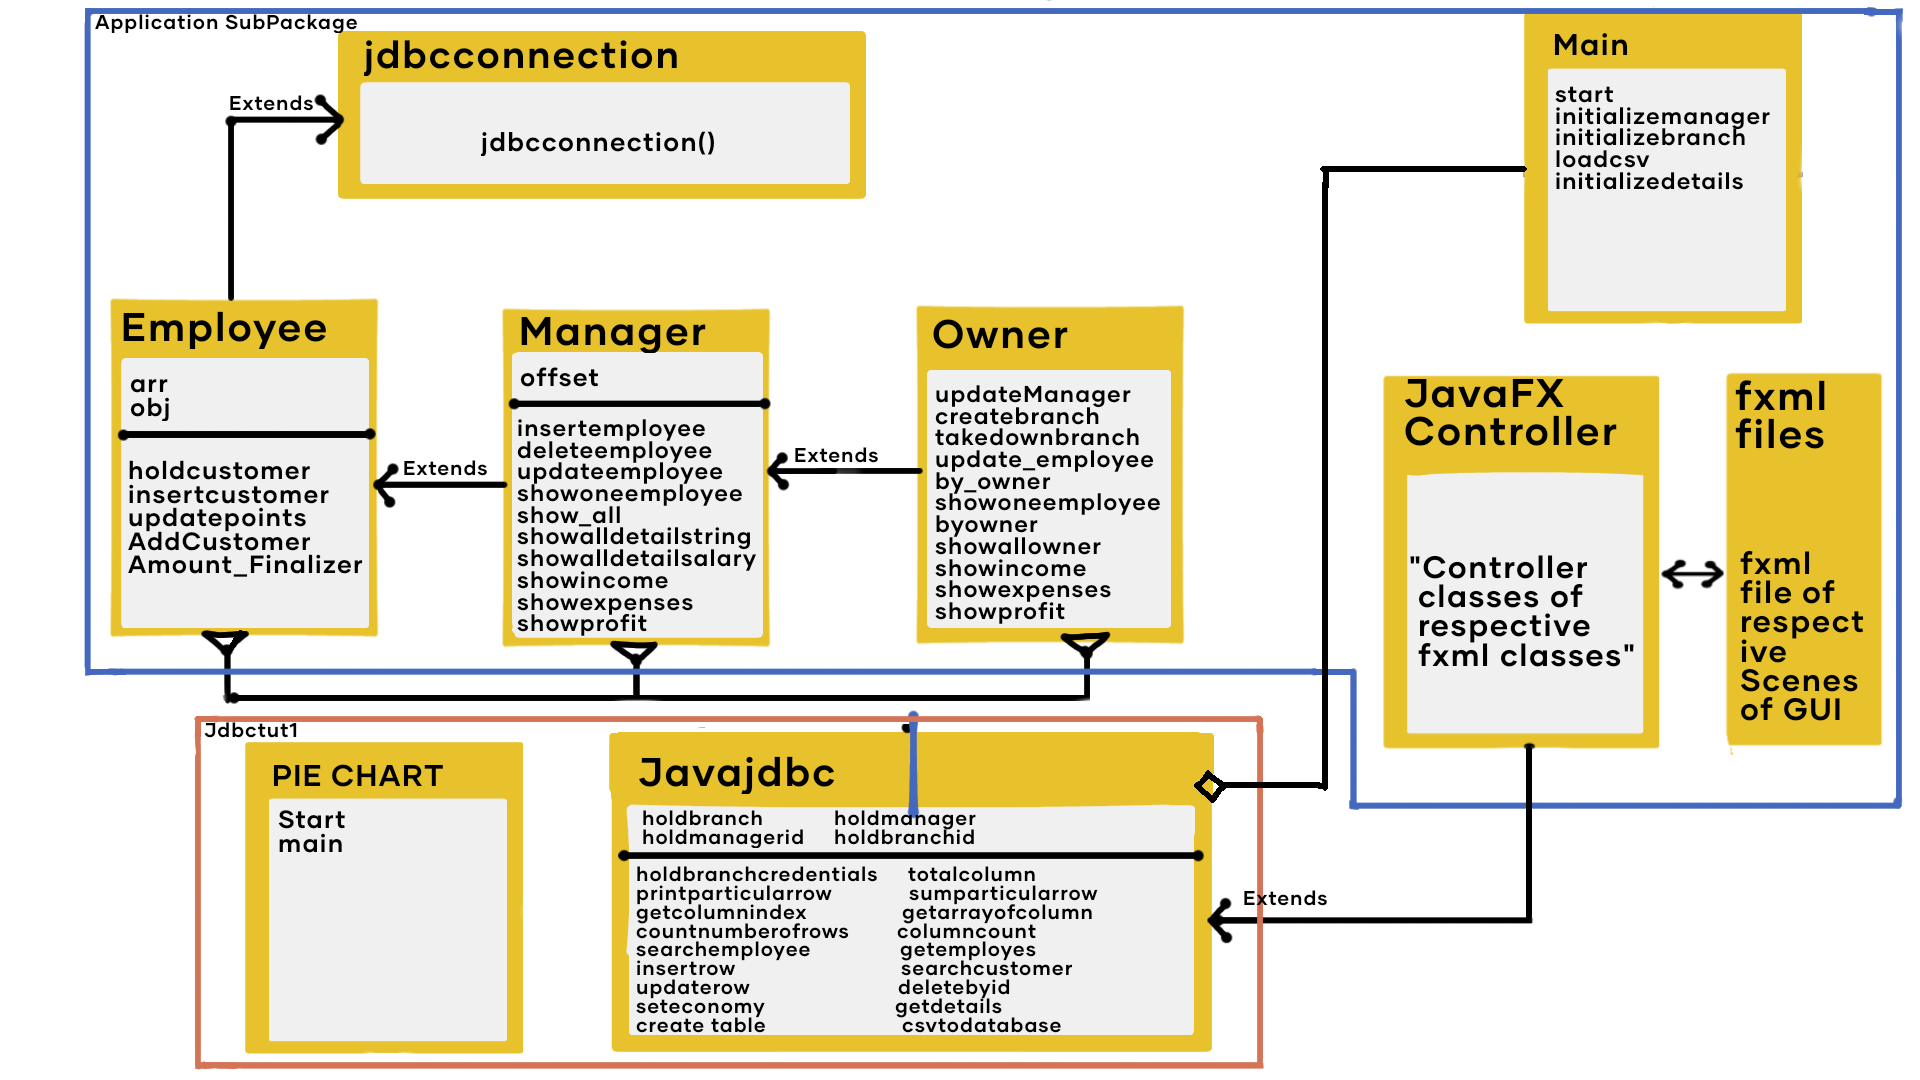 Application SubPackage
jdbcconnection
jdbcconnection()
Extends
Main
start
initializemanager
initializebranch
loadcsv
initializedetails
Employee
arr
obj
holdcustomer
insertcustomer
updatepoints
AddCustomer
Amount_Finalizer
Extends
Manager
offset
insertemployee
deleteemployee
updateemployee
showoneemployee
show_all
showalldetailstring
showalldetailsalary
showincome
showexpenses
showprofit
Extends
Owner
updateManager
createbranch
takedownbranch
update_employee
by_owner
showoneemployee
byowner
showallowner
showincome
showexpenses
showprofit
JavaFX
Controller
"Controller
classes of
respective
fxml classes"
fxml
files
fxml
file of
respect
ive
Scenes
of GUI
Jdbctut1
PIE CHART
Start
main
Javajdbc
holdbranch holdmanager
holdmanagerid holdbranchid
holdbranchcredentials totalcolumn
printparticularrow sumparticularrow
getcolumnindex getarrayofcolumn
countnumberofrows columncount
searchemployee getemployes
insertrow searchcustomer
updaterow deletebyid
seteconomy getdetails
create table csvtodatabase
Extends